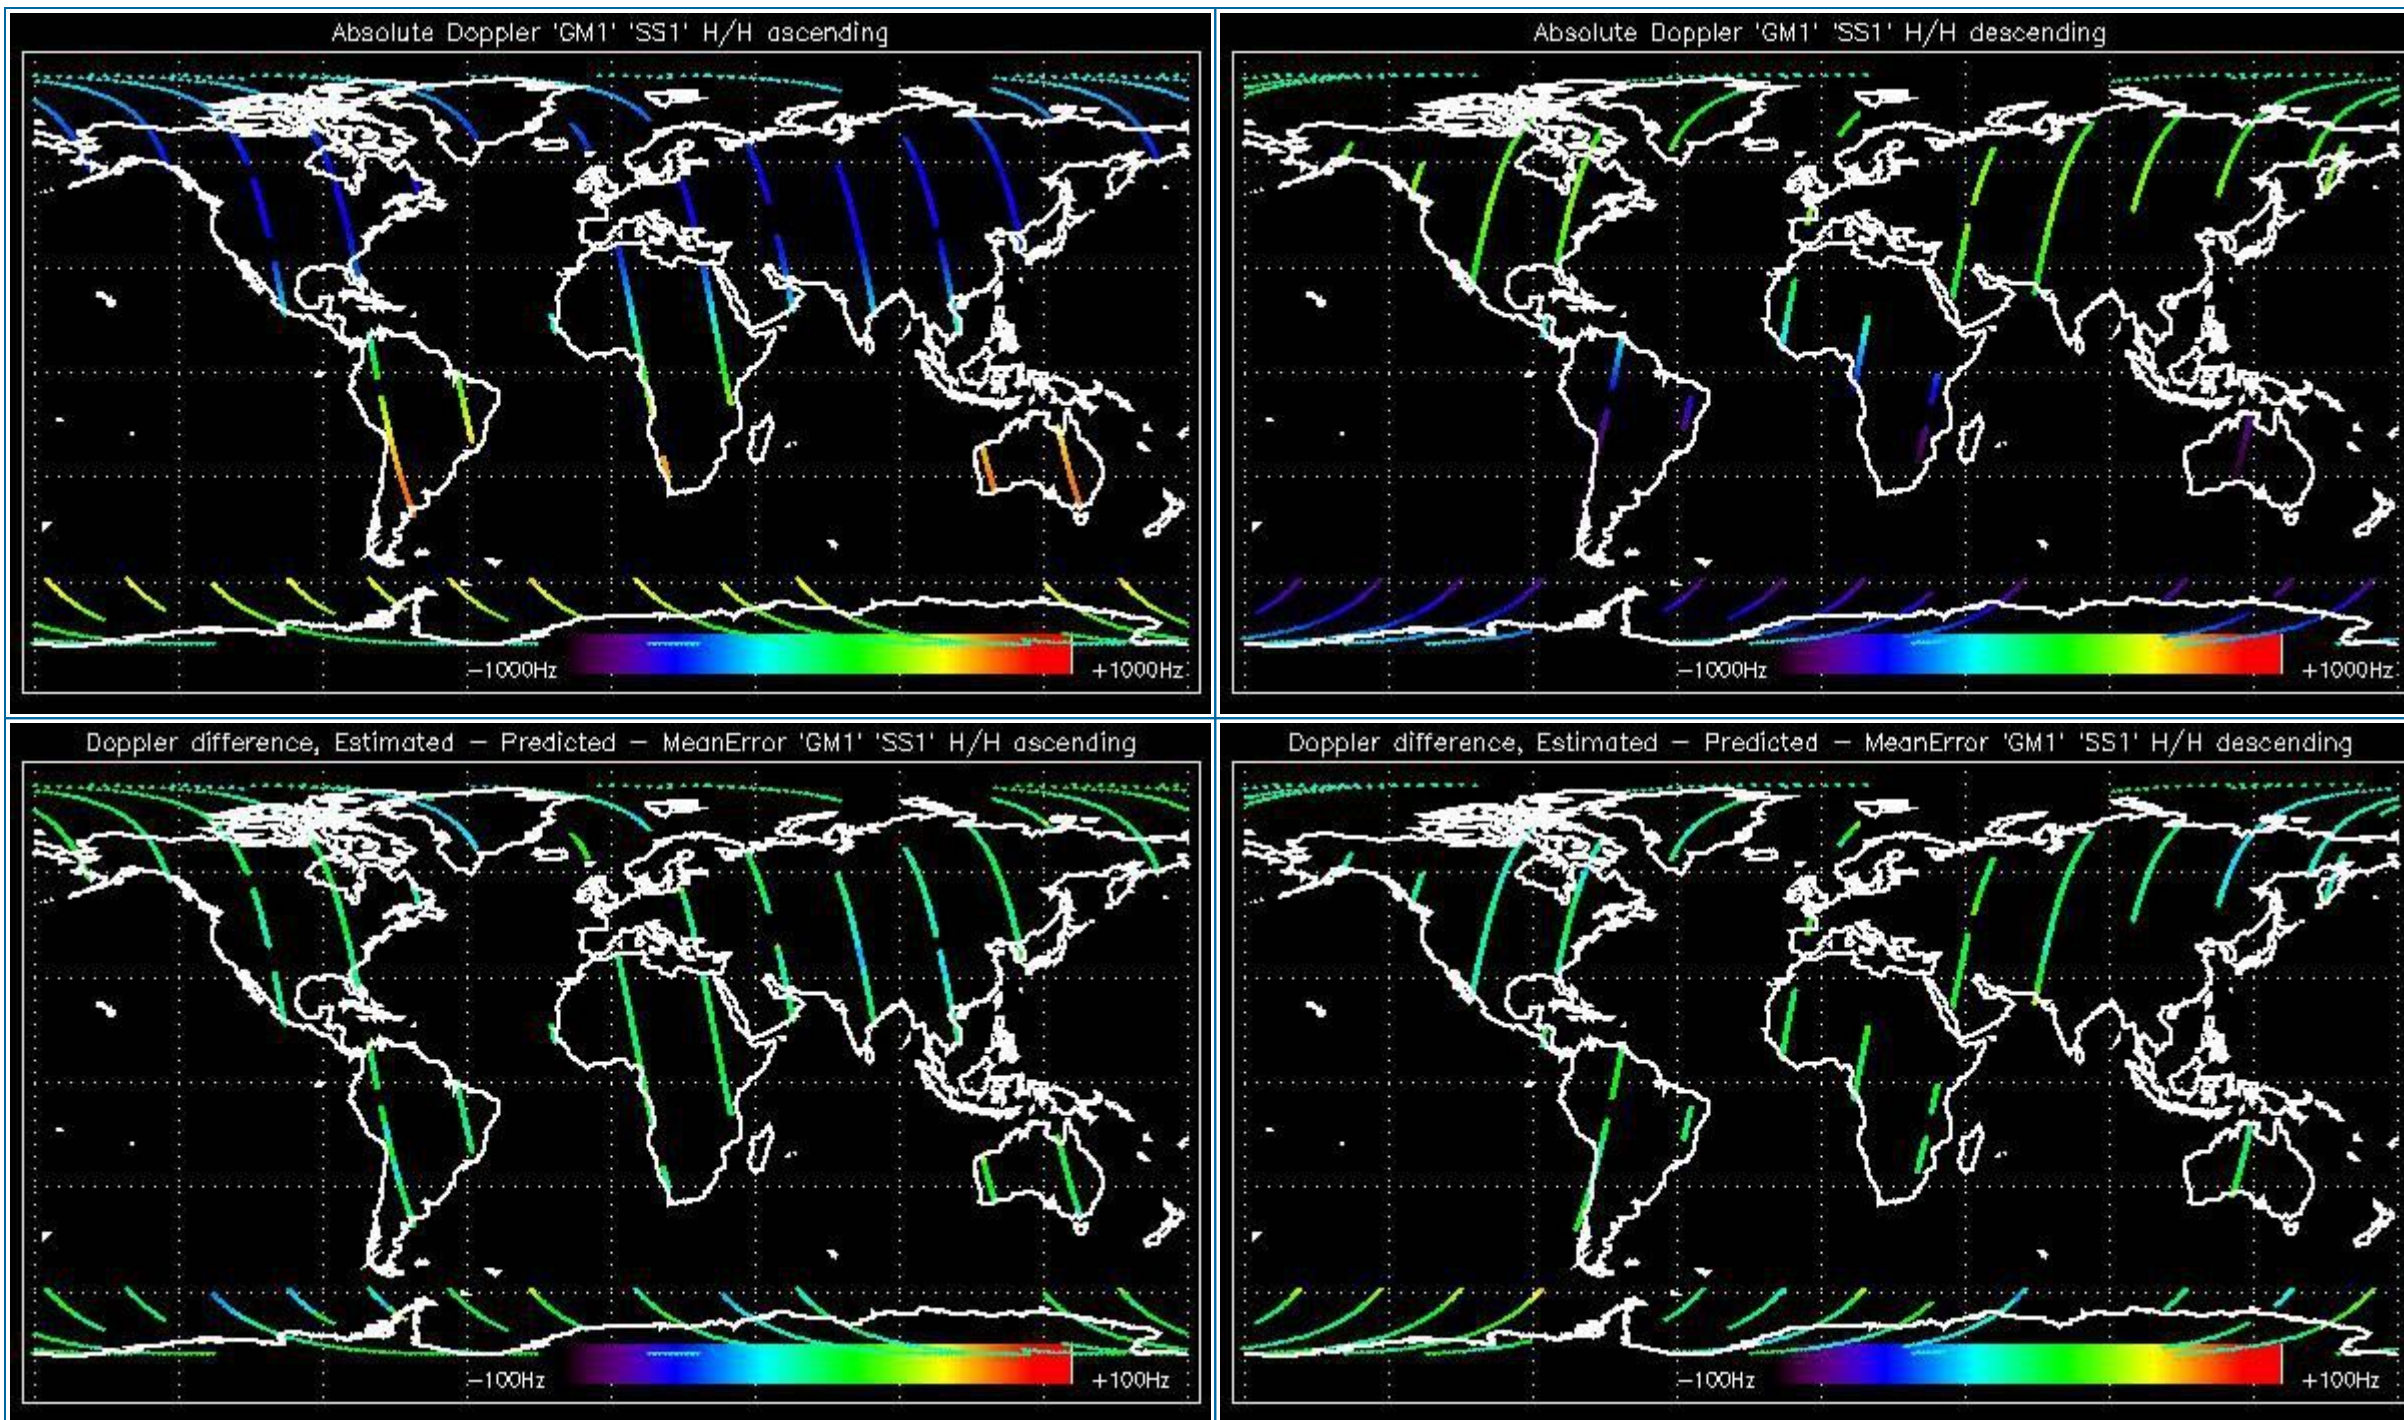 Absolute Doppler 'GM1' 'SS1' H/H ascending
-1000Hz
+1000Hz
Absolute Doppler 'GM1' 'SS1' H/H descending
-1000Hz
+1000Hz
Doppler difference, Estimated - Predicted - MeanError 'GM1' 'SS1' H/H ascending
-100Hz
+100Hz
Doppler difference, Estimated - Predicted - MeanError 'GM1' 'SS1' H/H descending
-100Hz
+100Hz